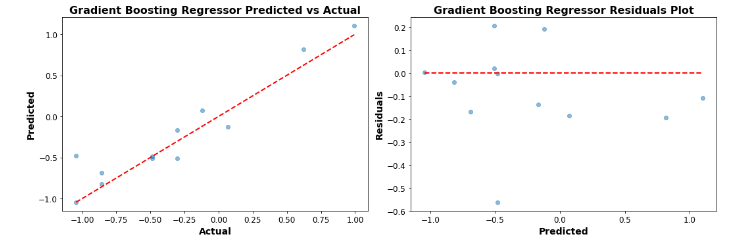 Gradient Boosting Regressor Predicted vs Actual
1.0
0.5
0.0
−0.5
−1.0
Predicted
−1.00 −0.75 −0.50 −0.25 0.00 0.25 0.50 0.75 1.00
Actual
Gradient Boosting Regressor Residuals Plot
0.2
0.1
0.0
−0.1
−0.2
−0.3
−0.4
−0.5
−0.6
Residuals
−1.0 −0.5 0.0 0.5 1.0
Predicted